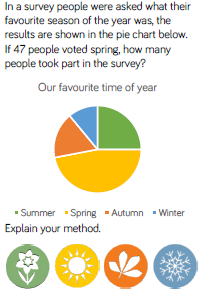 In a survey people were asked what their
favourite season of the year was, the
results are shown in the pie chart below.
If 47 people voted spring, how many
people took part in the survey?
Our favourite time of year
▪ Summer ▪ Spring ▪ Autumn ▪ Winter
Explain your method.